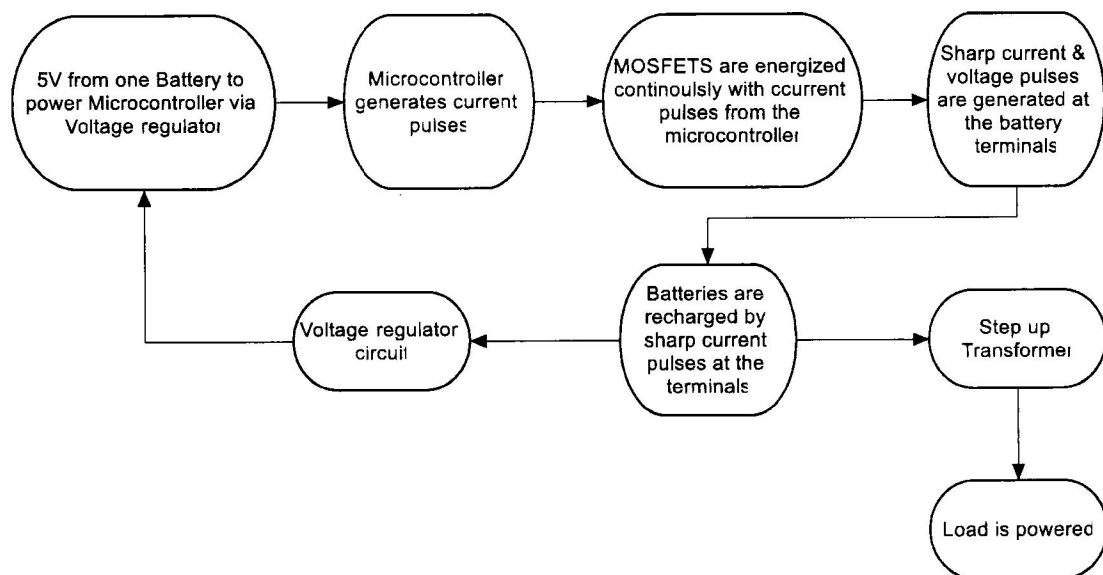 5V from one Battery to
power Microcontroller via
Voltage regulator
Microcontroller
generates current
pulses
MOSFETS are energized
continoulsly with ccurrent
pulses from the
microcontroller
Sharp current &
voltage pulses
are generated at
the battery
terminals
Batteries are
recharged by
sharp current
pulses at the
terminals
Voltage regulator
circuit
Step up
Transformer
Load is powered